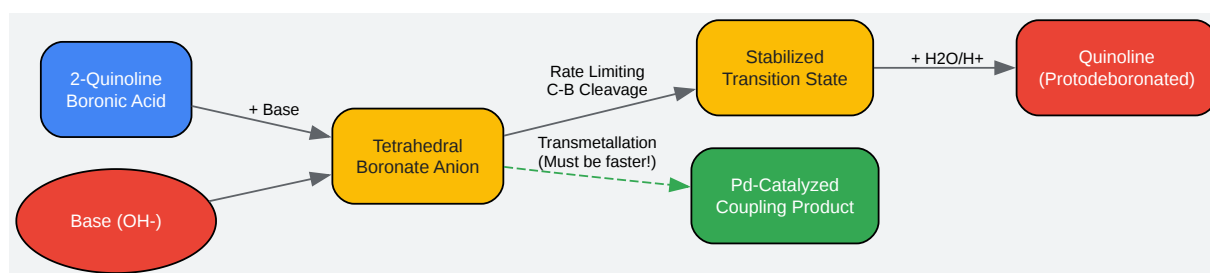 2-Quinoline
Boronic Acid
Base (OH-)
+ Base
Tetrahedral
Boronate Anion
Rate Limiting
C-B Cleavage
Transmetallation
(Must be faster!)
Stabilized
Transition State
Pd-Catalyzed
Coupling Product
+ H2O/H+
Quinoline
(Protodeboronated)